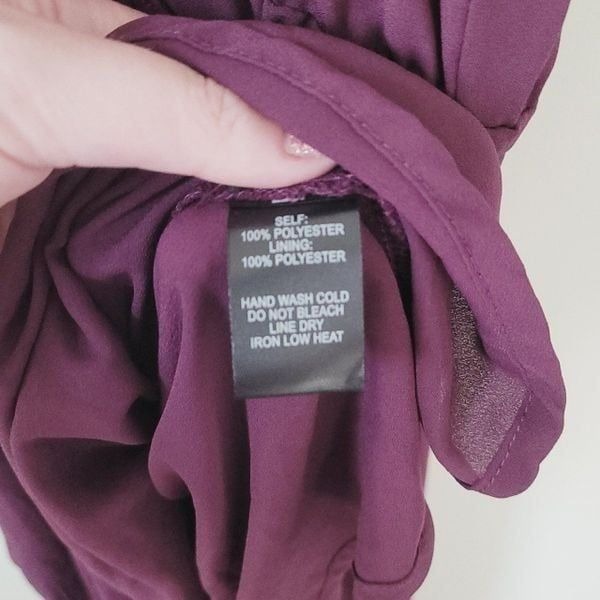 SELF:
100% POLYESTER
LINING:
100% POLYESTER
HAND WASH COLD
DO NOT BLEACH
LINE DRY
IRON LOW HEAT